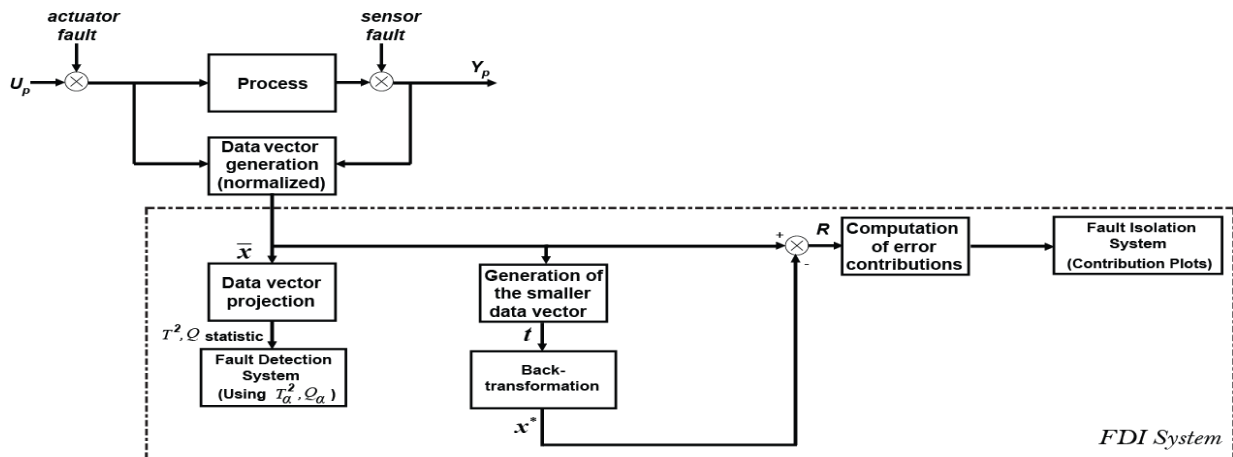 actuator
fault
sensor
fault
U_p
Process
Y_p
Data vector
generation
(normalized)
x̄
+
-
R
Computation
of error
contributions
Fault Isolation
System
(Contribution Plots)
Data vector
projection
Generation of
the smaller
data vector
T², Q statistic
t
Fault Detection
System
(Using T²_α, Q_α)
Back-
transformation
x*
FDI System